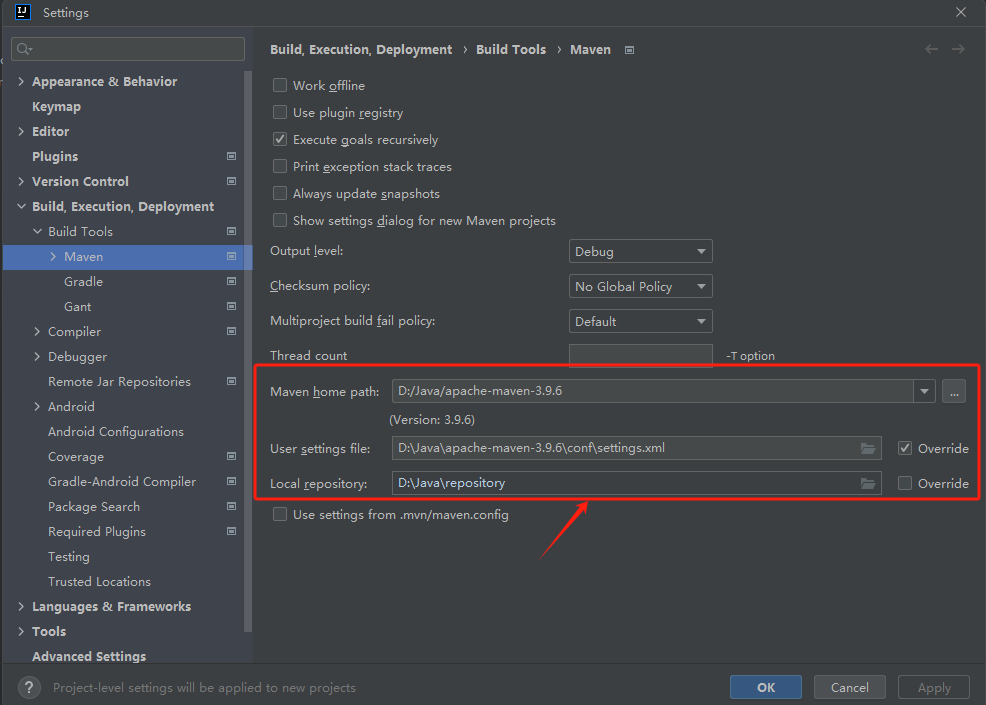 Settings
Appearance & Behavior
Keymap
Editor
Plugins
Version Control
Build, Execution, Deployment
Build Tools
Maven
Gradle
Gant
Compiler
Debugger
Remote Jar Repositories
Android
Android Configurations
Coverage
Gradle-Android Compiler
Package Search
Required Plugins
Testing
Trusted Locations
Languages & Frameworks
Tools
Advanced Settings
Build, Execution, Deployment › Build Tools › Maven
Work offline
Use plugin registry
Execute goals recursively
Print exception stack traces
Always update snapshots
Show settings dialog for new Maven projects
Output level: Debug
Checksum policy: No Global Policy
Multiproject build fail policy: Default
Thread count -T option
Maven home path: D:/Java/apache-maven-3.9.6 ...
(Version: 3.9.6)
User settings file: D:\Java\apache-maven-3.9.6\conf\settings.xml Override
Local repository: D:\Java\repository Override
Use settings from .mvn/maven.config
? Project-level settings will be applied to new projects
OK Cancel Apply